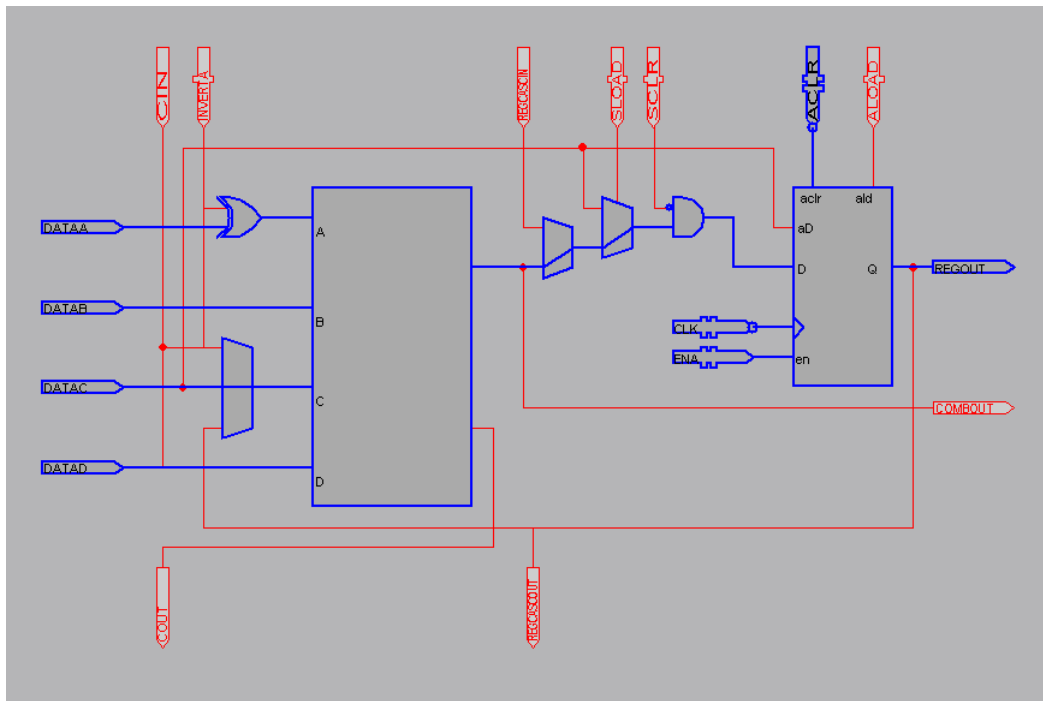 CIN
INVERTA
REGCASCIN
SLOAD
SCLR
ACLR
ALOAD
aclr
ald
DATAA
A
aD
D
Q
REGOUT
DATAB
B
CLK
ENA
en
DATAC
C
COMBOUT
DATAD
D
COUT
REGCASCOUT